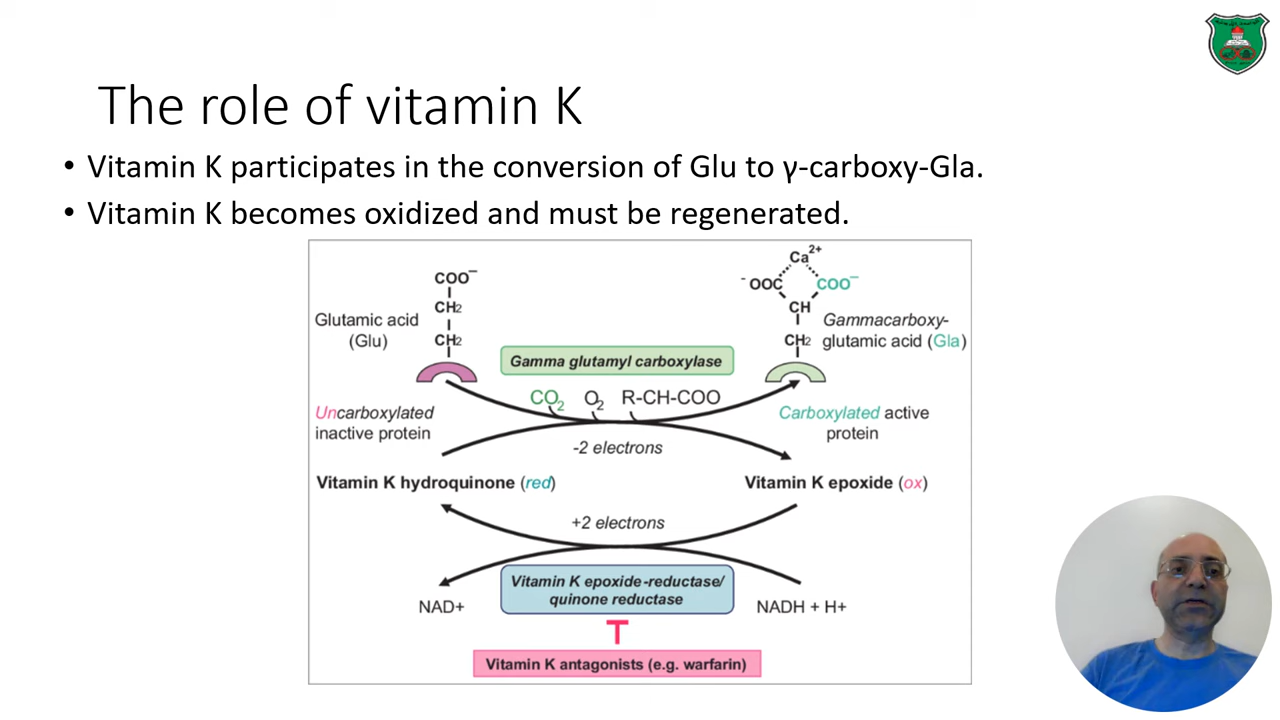 The role of vitamin K
• Vitamin K participates in the conversion of Glu to γ-carboxy-Gla.
• Vitamin K becomes oxidized and must be regenerated.
Ca2+
COO–
-OOC COO–
CH2
CH
Glutamic acid
(Glu)
Gammacarboxy-
glutamic acid (Gla)
CH2
CH2
Gamma glutamyl carboxylase
CO2 O2 R-CH-COO
Uncarboxylated
inactive protein
Carboxylated active
protein
-2 electrons
Vitamin K hydroquinone (red)
Vitamin K epoxide (ox)
+2 electrons
Vitamin K epoxide-reductase/
quinone reductase
NAD+
NADH + H+
Vitamin K antagonists (e.g. warfarin)